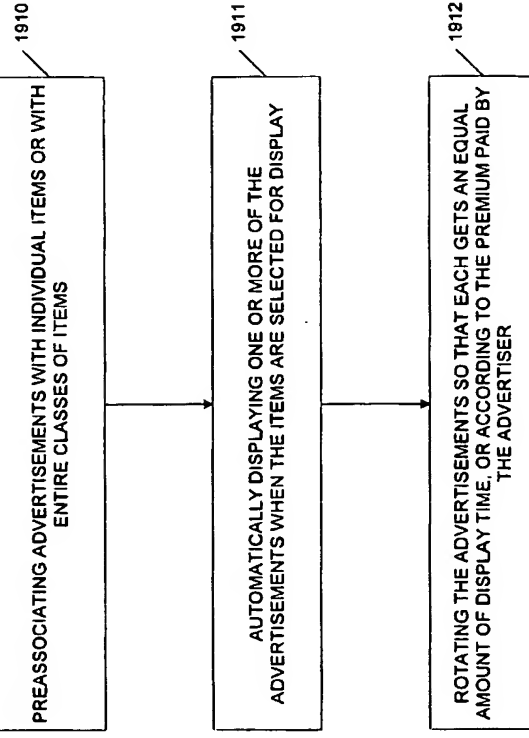 1910
PREASSOCIATING ADVERTISEMENTS WITH INDIVIDUAL ITEMS OR WITH
ENTIRE CLASSES OF ITEMS
1911
AUTOMATICALLY DISPLAYING ONE OR MORE OF THE
ADVERTISEMENTS WHEN THE ITEMS ARE SELECTED FOR DISPLAY
1912
ROTATING THE ADVERTISEMENTS SO THAT EACH GETS AN EQUAL
AMOUNT OF DISPLAY TIME, OR ACCORDING TO THE PREMIUM PAID BY
THE ADVERTISER